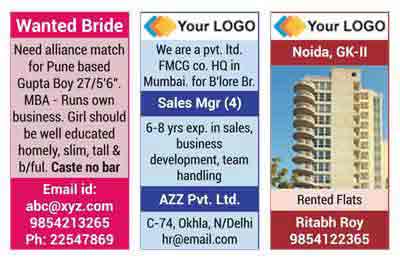 Wanted Bride
Need alliance match
for Pune based
Gupta Boy 27/5'6".
MBA - Runs own
business. Girl should
be well educated
homely, slim, tall &
b/ful. Caste no bar
Email id:
abc@xyz.com
9854213265
Ph: 22547869
Your LOGO
We are a pvt. ltd.
FMCG co. HQ in
Mumbai. for B'lore Br.
Sales Mgr (4)
6-8 yrs exp. in sales,
business
development, team
handling
AZZ Pvt. Ltd.
C-74, Okhla, N/Delhi
hr@email.com
Your LOGO
Noida, GK-II
Rented Flats
Ritabh Roy
9854122365